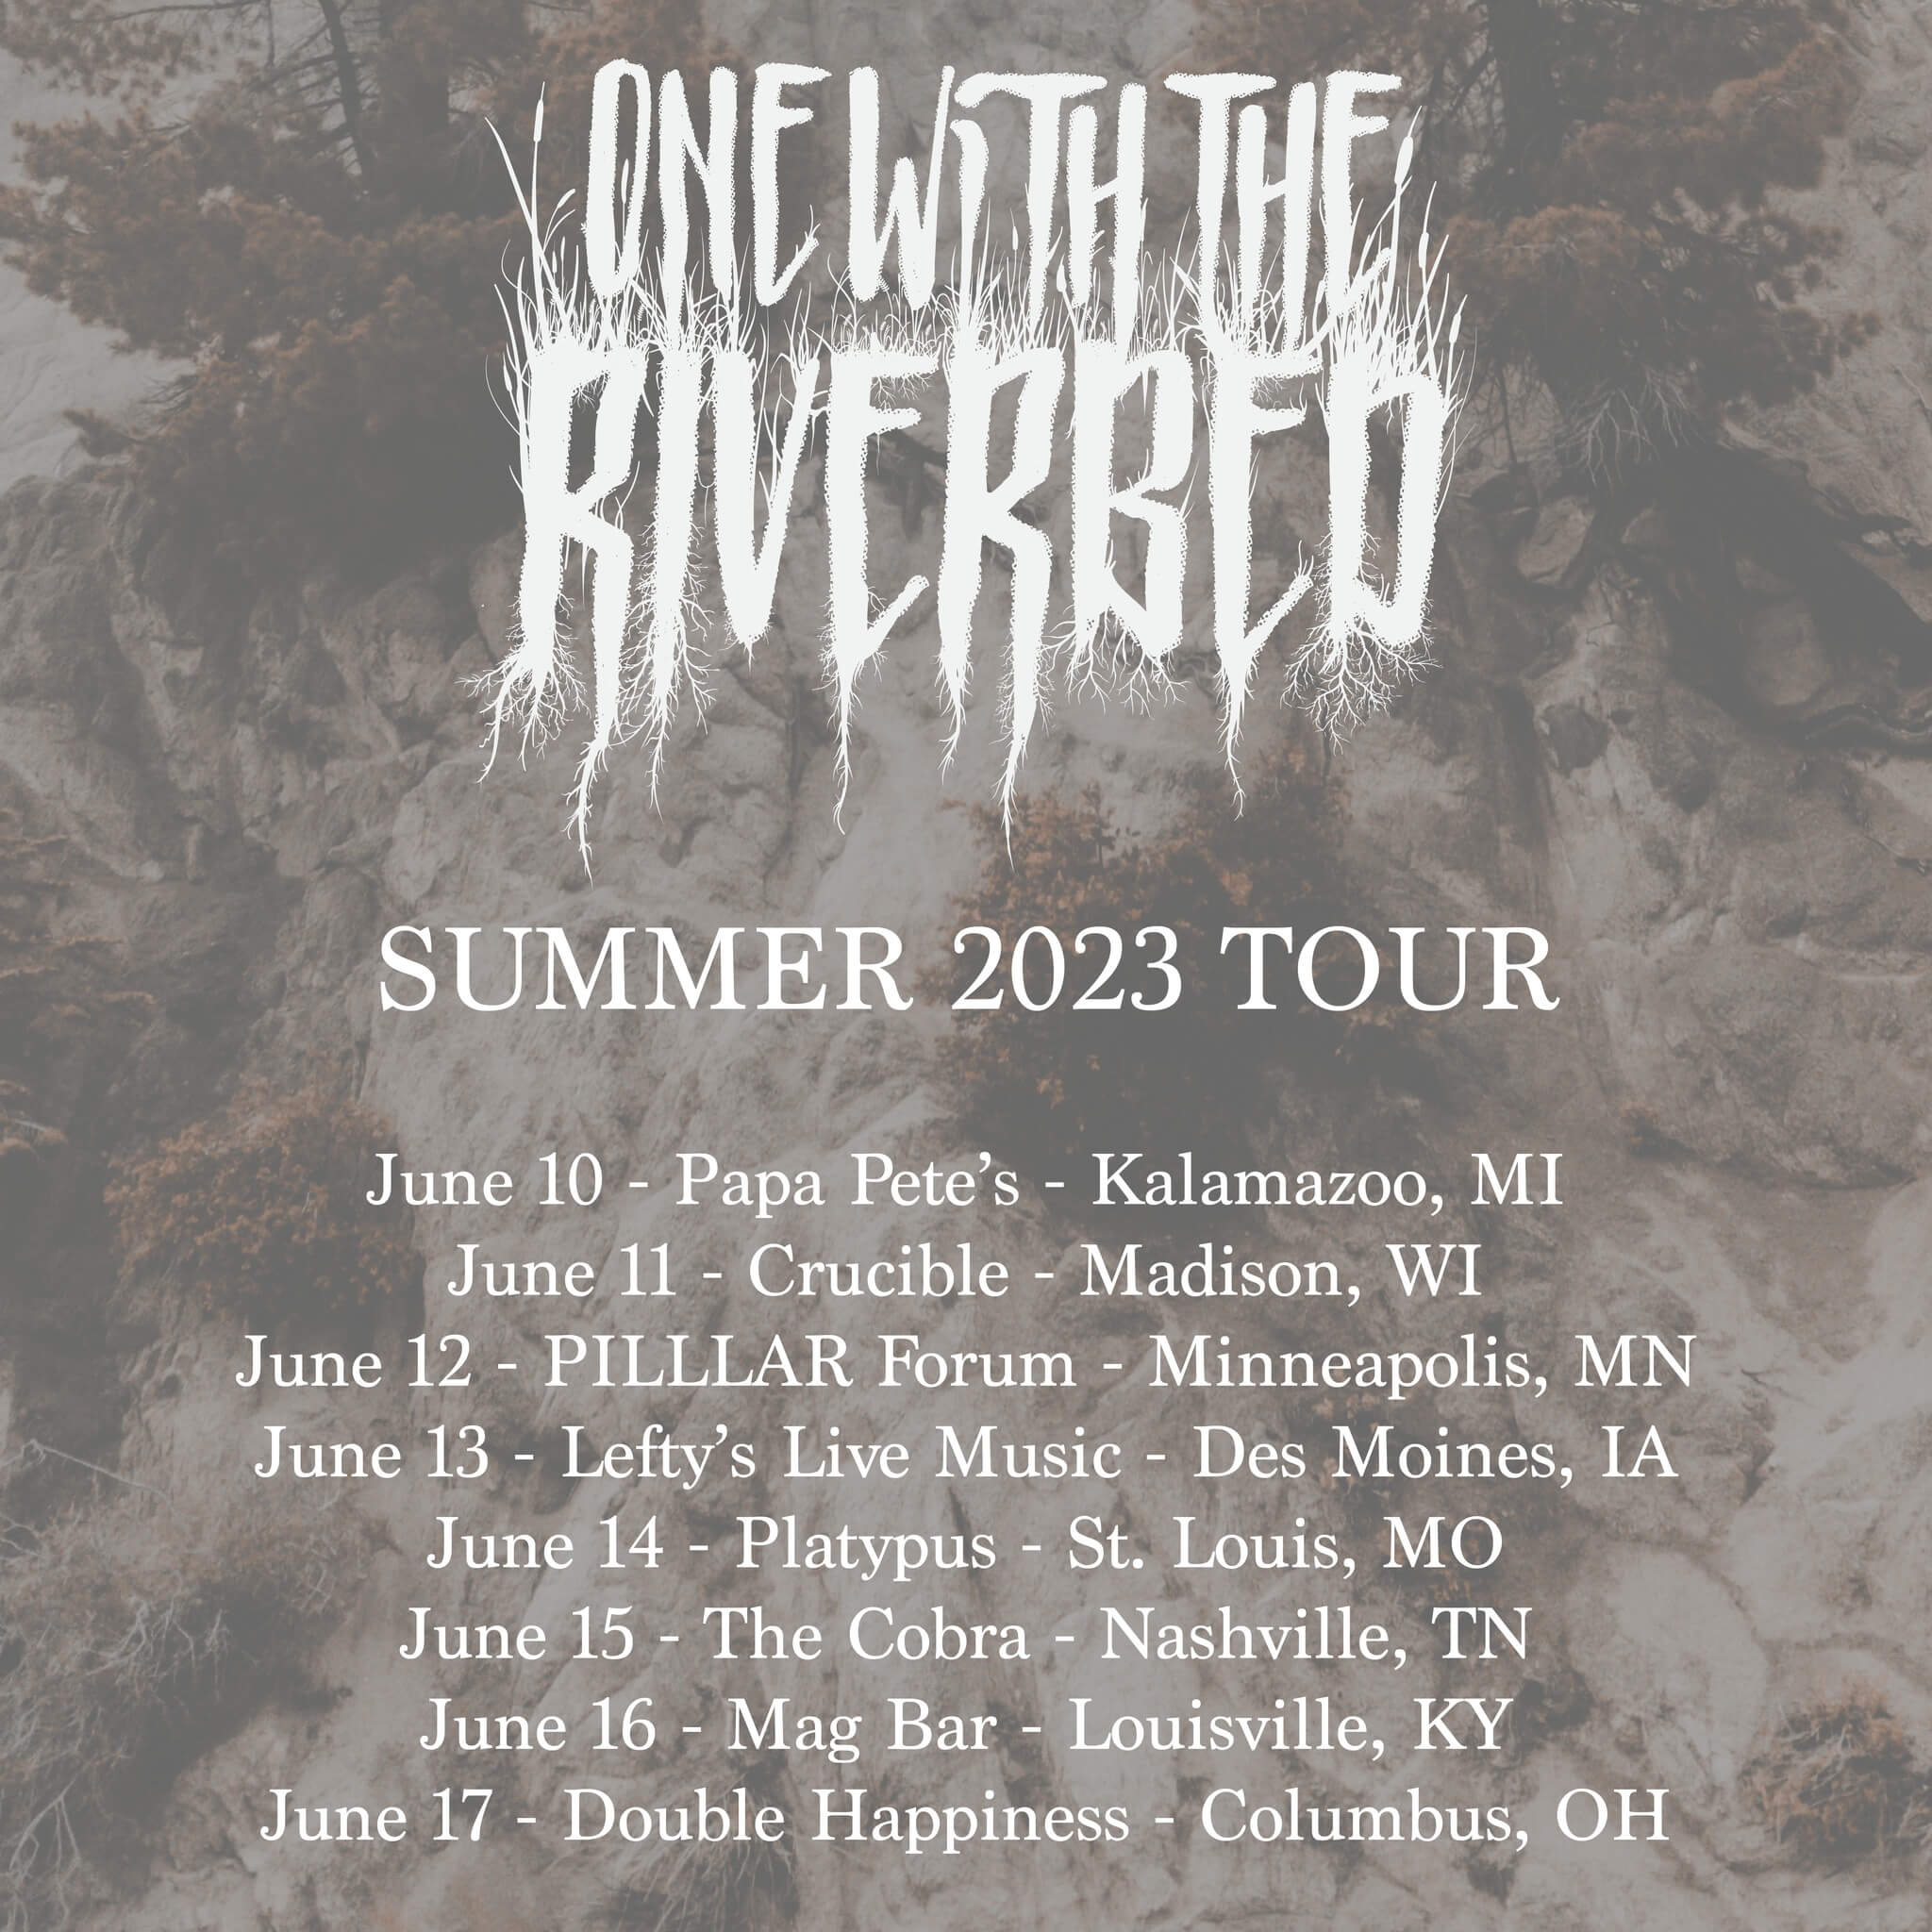 ONE WITH THE
RIVERBED
SUMMER 2023 TOUR
June 10 - Papa Pete’s - Kalamazoo, MI
June 11 - Crucible - Madison, WI
June 12 - PILLLAR Forum - Minneapolis, MN
June 13 - Lefty’s Live Music - Des Moines, IA
June 14 - Platypus - St. Louis, MO
June 15 - The Cobra - Nashville, TN
June 16 - Mag Bar - Louisville, KY
June 17 - Double Happiness - Columbus, OH